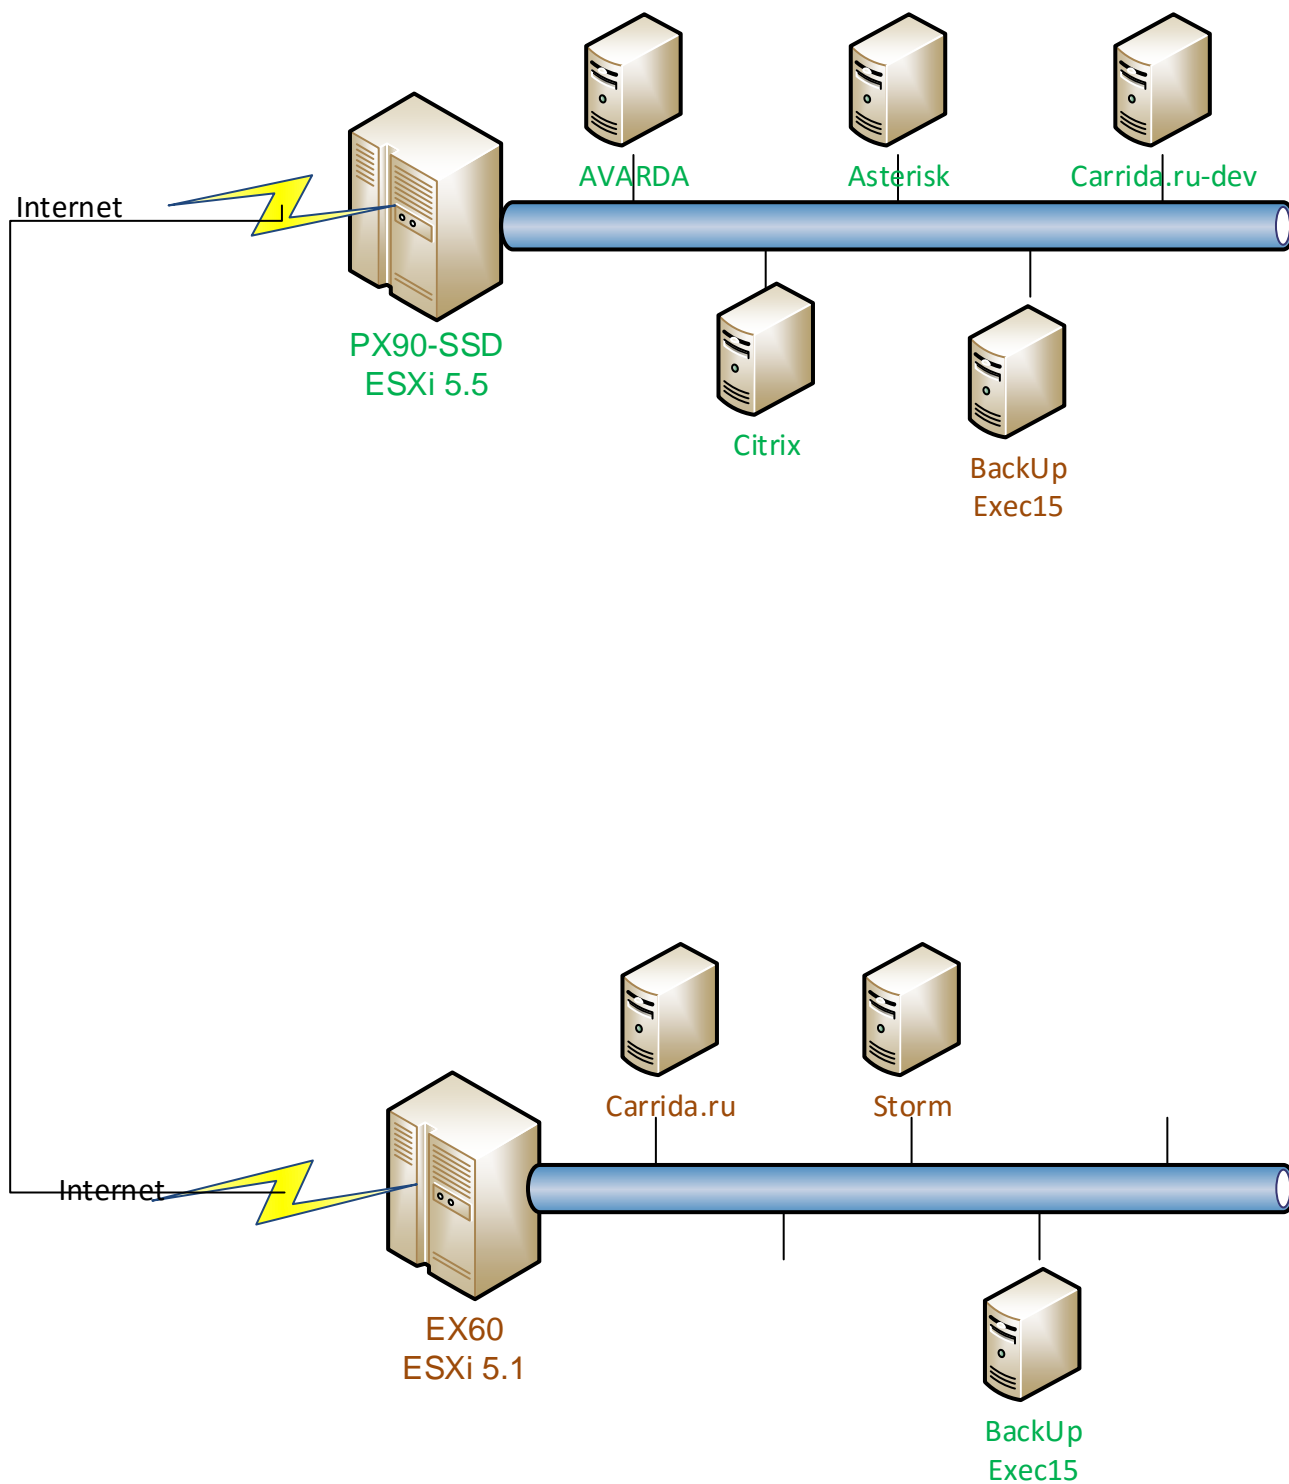 AVARDA
Asterisk
Carrida.ru-dev
Internet
PX90-SSD
ESXi 5.5
Citrix
BackUp
Exec15
Carrida.ru
Storm
Internet
EX60
ESXi 5.1
BackUp
Exec15